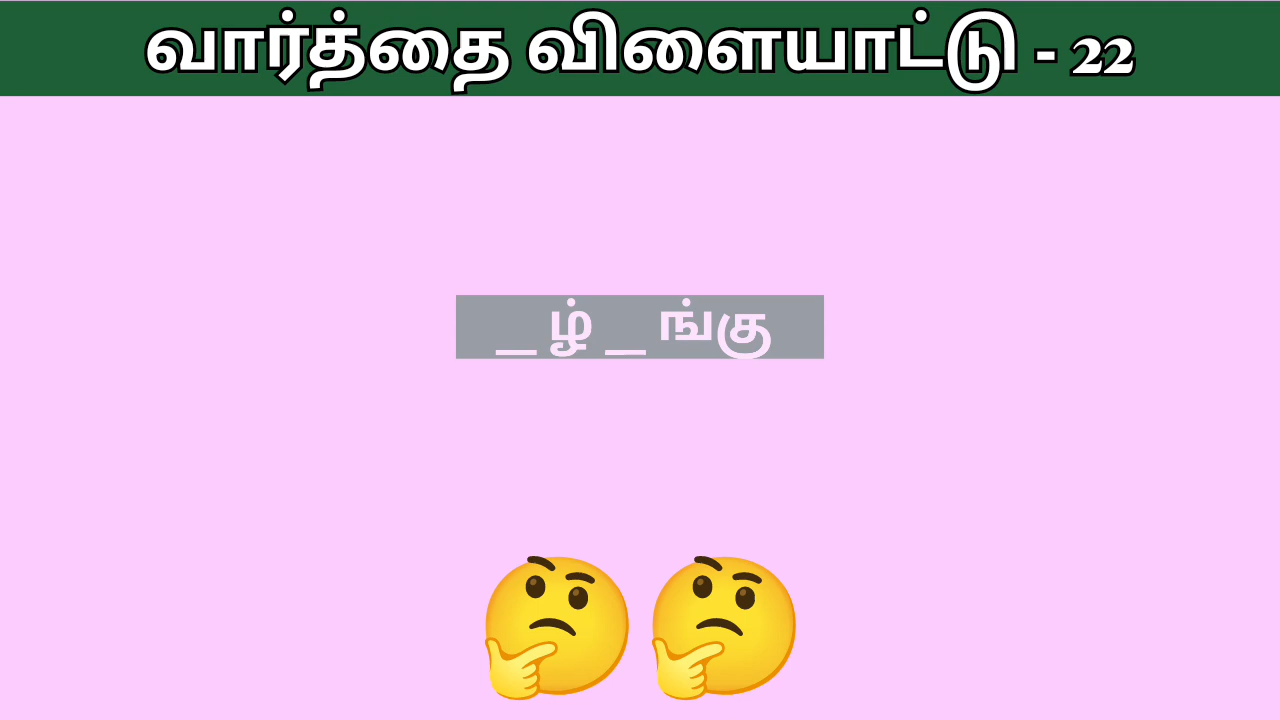 வார்த்தை விளையாட்டு - 22
_ ழ் _ ங்கு